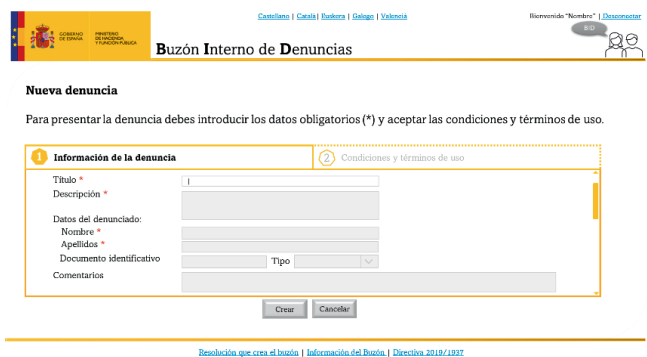 Castellano | Català | Euskera | Galego | Valencià
Bienvenido "Nombre" | Desconectar
GOBIERNO DE ESPAÑA
MINISTERIO DE HACIENDA Y FUNCIÓN PÚBLICA
BID
Buzón Interno de Denuncias
Nueva denuncia
Para presentar la denuncia debes introducir los datos obligatorios (*) y aceptar las condiciones y términos de uso.
1 Información de la denuncia
2 Condiciones y términos de uso
Título *
Descripción *
Datos del denunciado:
Nombre *
Apellidos *
Documento identificativo
Tipo
Comentarios
Crear
Cancelar
Resolución que crea el buzón | Información del Buzón | Directiva 2019/1937